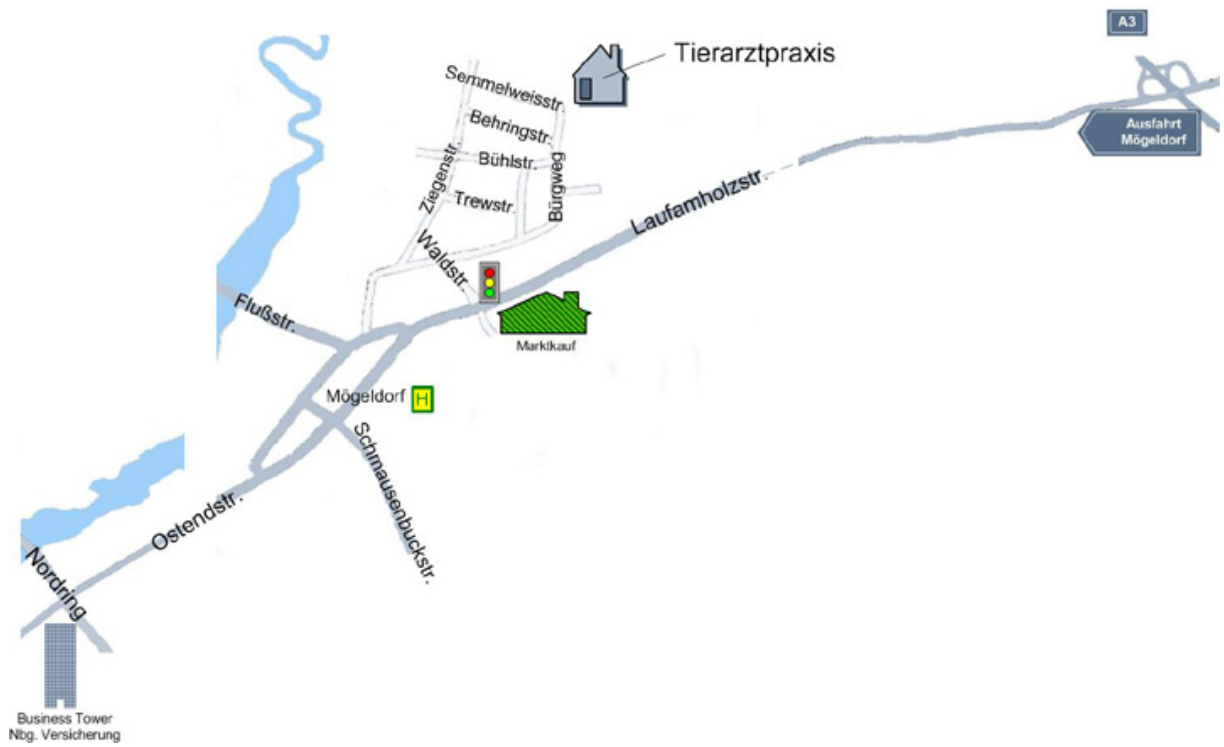 A3
Tierarztpraxis
Semmelweisstr.
Behringstr.
Bühlstr.
Trewstr.
Ziegenstr.
Bürgweg
Ausfahrt
Mögeldorf
Laufamholzstr.
Waldstr.
Flußstr.
Marktkauf
Mögeldorf
H
Schmausenbuckstr.
Ostendstr.
Nordring
Business Tower
Nbg. Versicherung